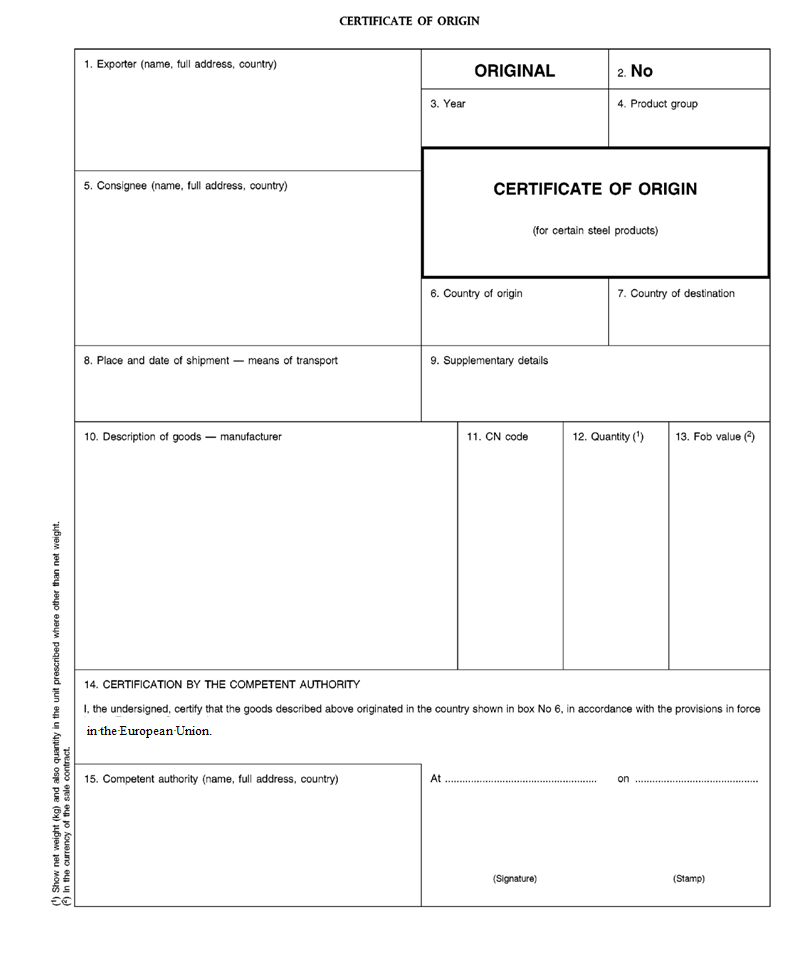 CERTIFICATE OF ORIGIN
1. Exporter (name, full address, country)
ORIGINAL
2. No
3. Year
4. Product group
5. Consignee (name, full address, country)
CERTIFICATE OF ORIGIN
(for certain steel products)
6. Country of origin
7. Country of destination
8. Place and date of shipment — means of transport
9. Supplementary details
10. Description of goods — manufacturer
11. CN code
12. Quantity (1)
13. Fob value (2)
14. CERTIFICATION BY THE COMPETENT AUTHORITY
I, the undersigned, certify that the goods described above originated in the country shown in box No 6, in accordance with the provisions in force
in·the·European·Union.
15. Competent authority (name, full address, country)
At ..................................................... on ...........................................
(Signature)
(Stamp)
(1) Show net weight (kg) and also quantity in the unit prescribed where other than net weight.
(2) In the currency of the sale contract.